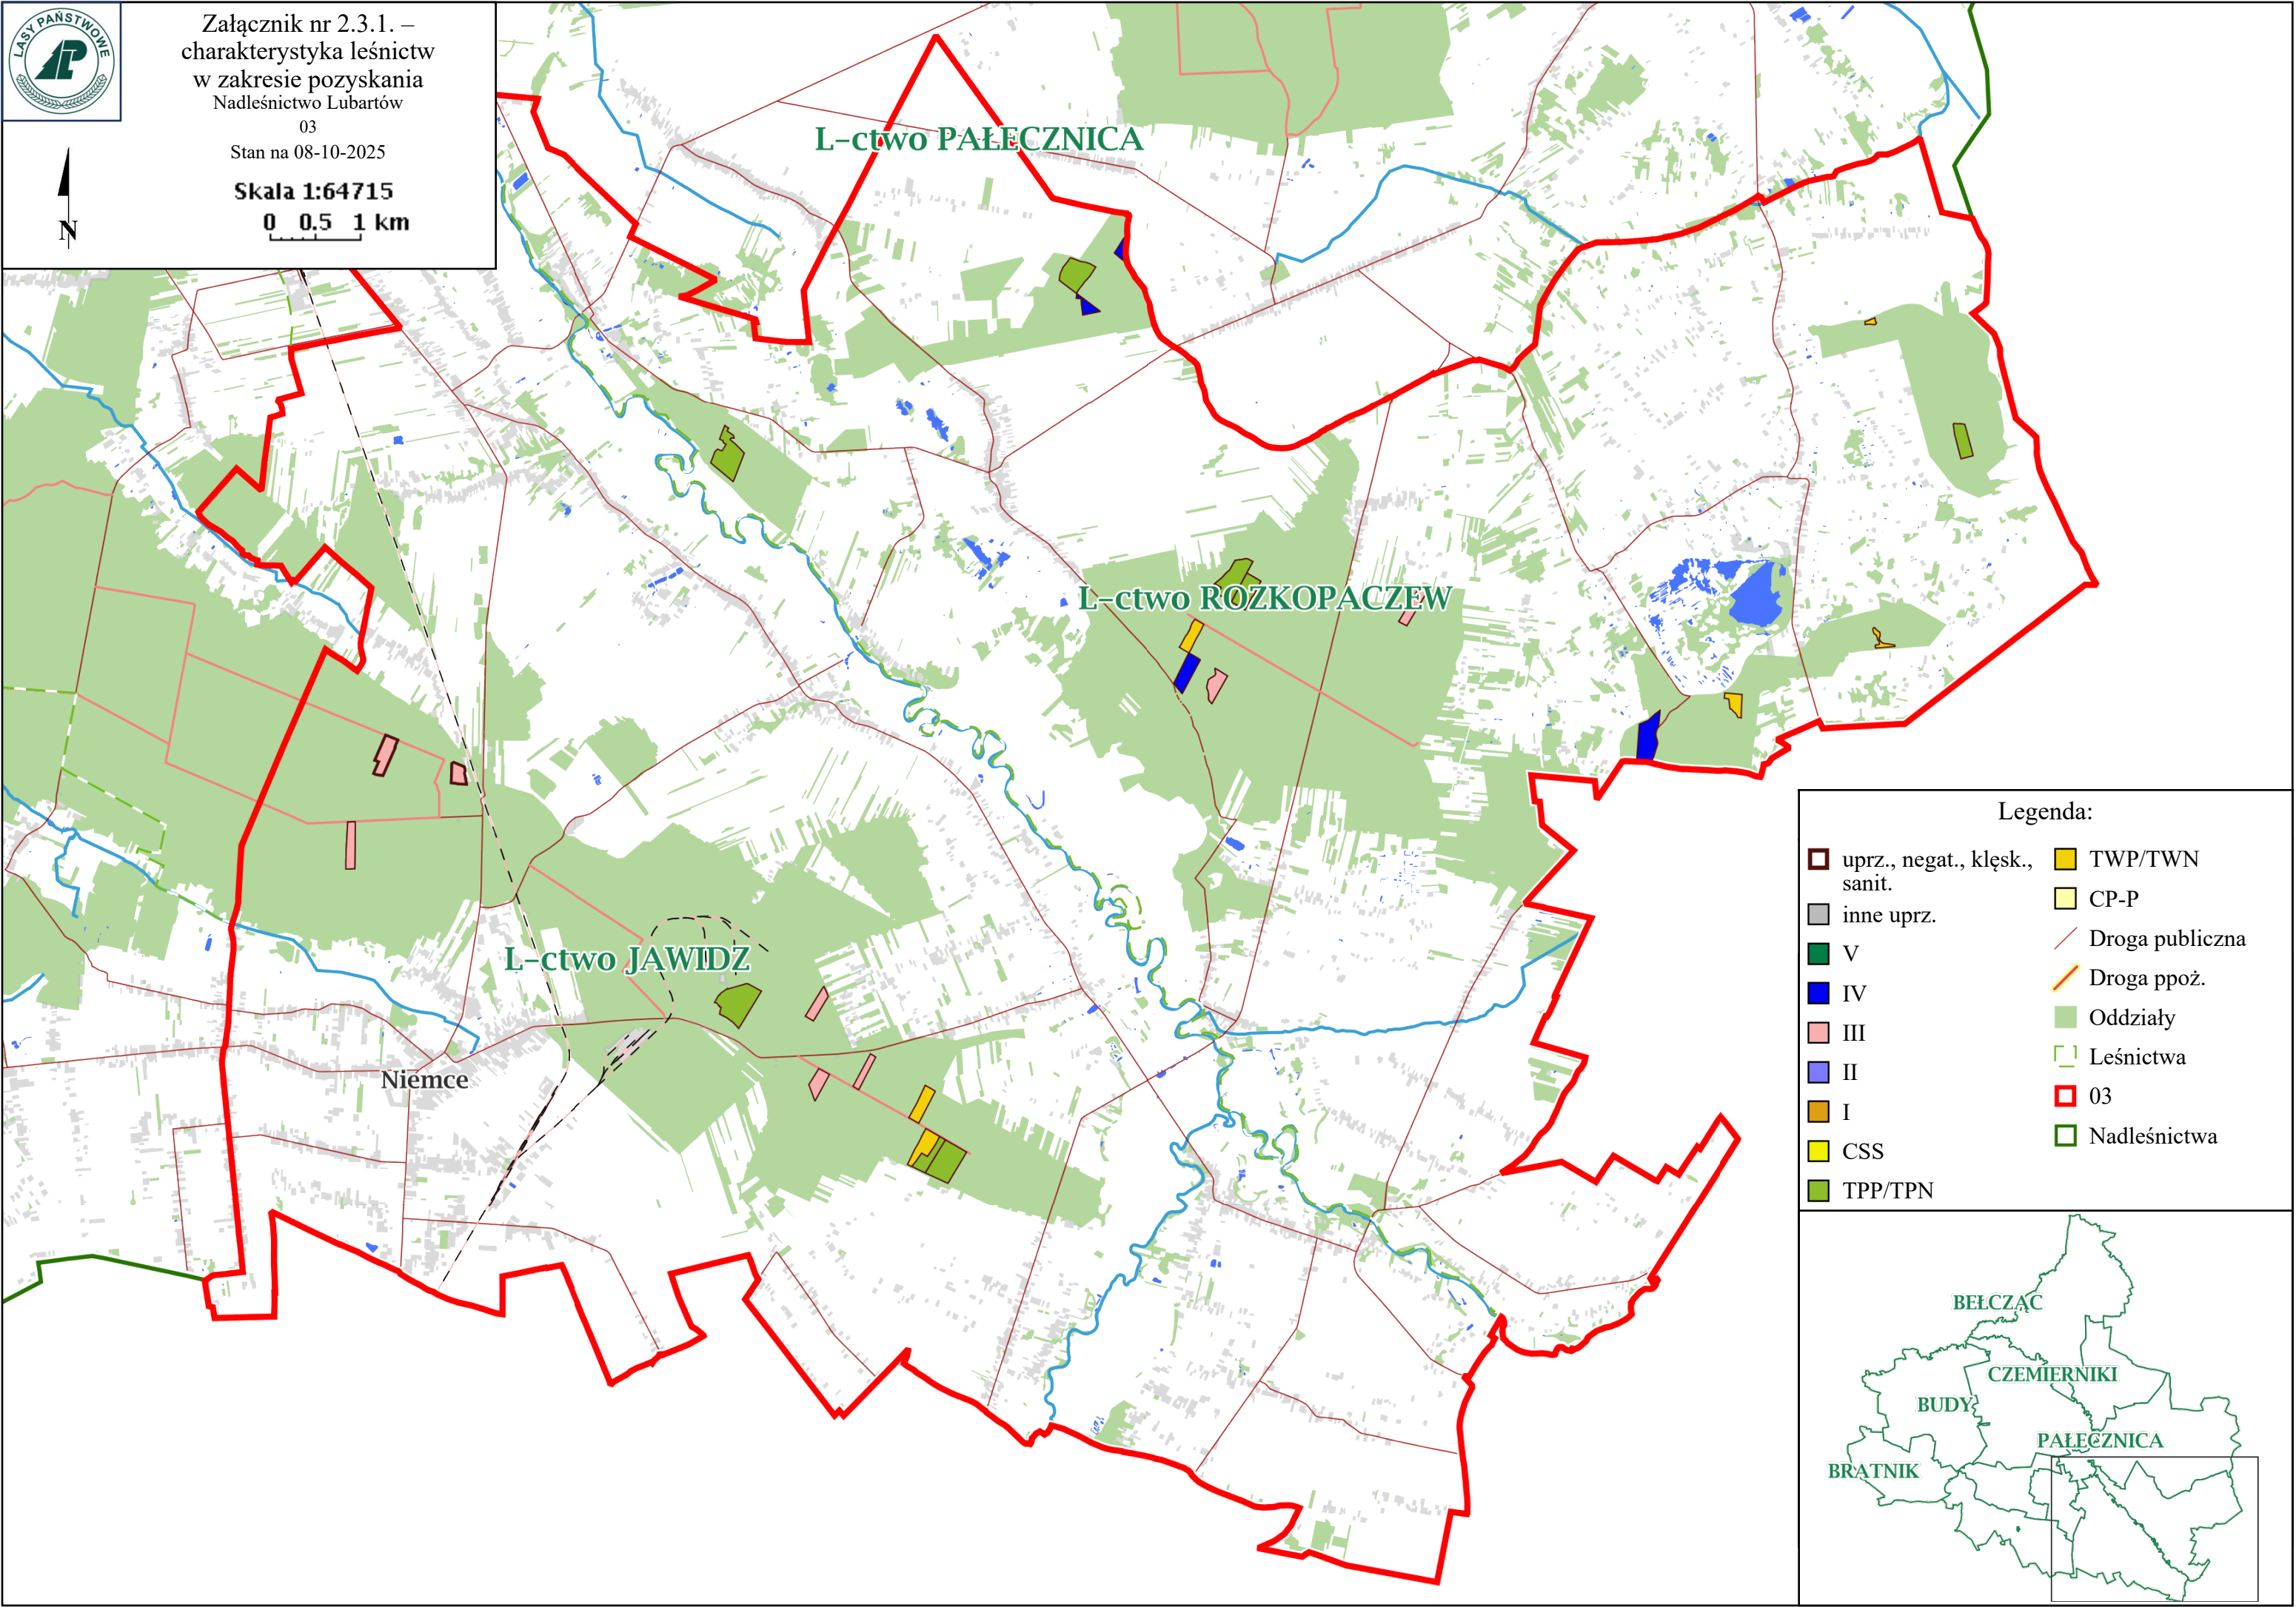 LASY PAŃSTWOWE
Załącznik nr 2.3.1. –
charakterystyka leśnictw
w zakresie pozyskania
Nadleśnictwo Lubartów
03
Stan na 08-10-2025
Skala 1:64715
0 0.5 1 km
N
L-ctwo PAŁECZNICA
L-ctwo ROZKOPACZEW
L-ctwo JAWIDZ
Niemce
Legenda:
uprz., negat., klęsk.,
sanit.
inne uprz.
V
IV
III
II
I
CSS
TPP/TPN
TWP/TWN
CP-P
Droga publiczna
Droga ppoż.
Oddziały
Leśnictwa
03
Nadleśnictwa
BEŁCZĄC
CZEMIERNIKI
BUDY
PAŁECZNICA
BRATNIK